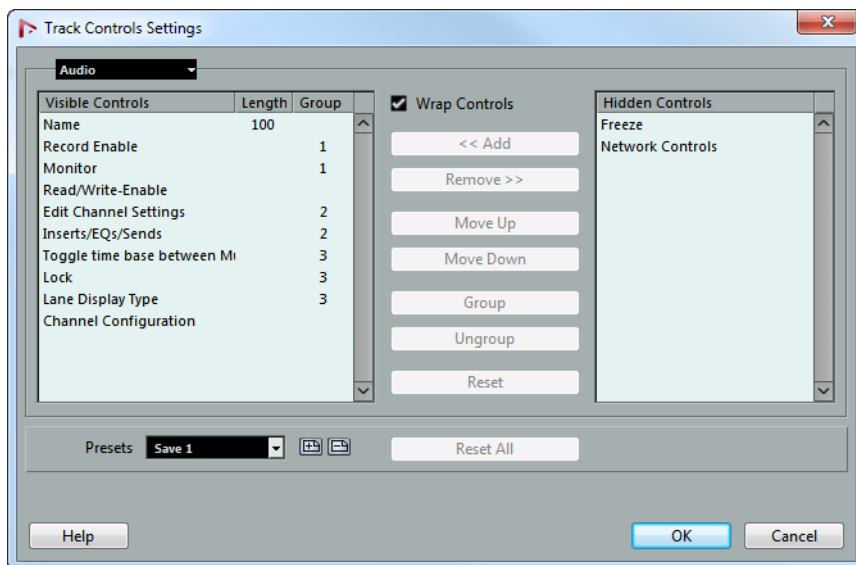 Track Controls Settings
Audio
Visible Controls Length Group
Name 100
Record Enable 1
Monitor 1
Read/Write-Enable
Edit Channel Settings 2
Inserts/EQs/Sends 2
Toggle time base between Mu 3
Lock 3
Lane Display Type 3
Channel Configuration
Wrap Controls
<< Add
Remove >>
Move Up
Move Down
Group
Ungroup
Reset
Hidden Controls
Freeze
Network Controls
Presets Save 1
Reset All
Help
OK
Cancel